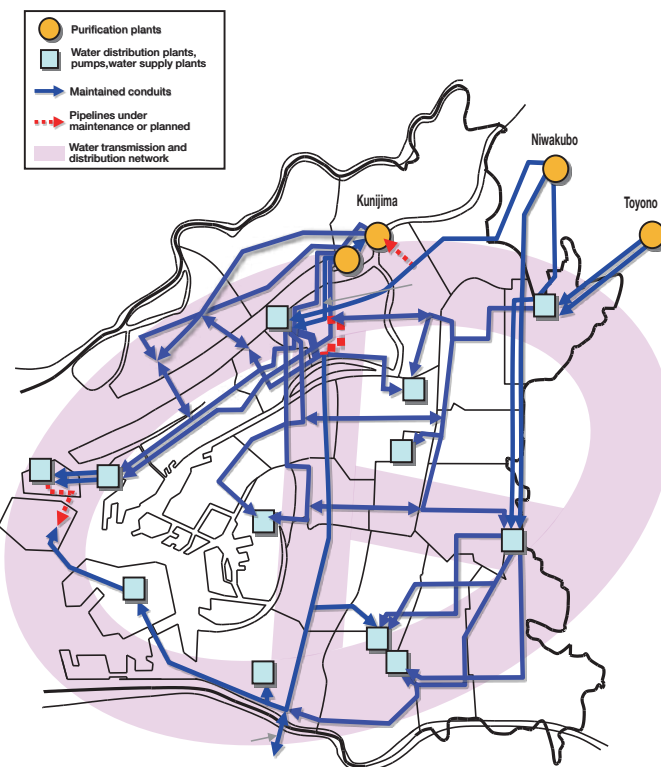 Purification plants
Water distribution plants,
pumps,water supply plants
Maintained conduits
Pipelines under
maintenance or planned
Water transmission and
distribution network
Niwakubo
Kunijima
Toyono